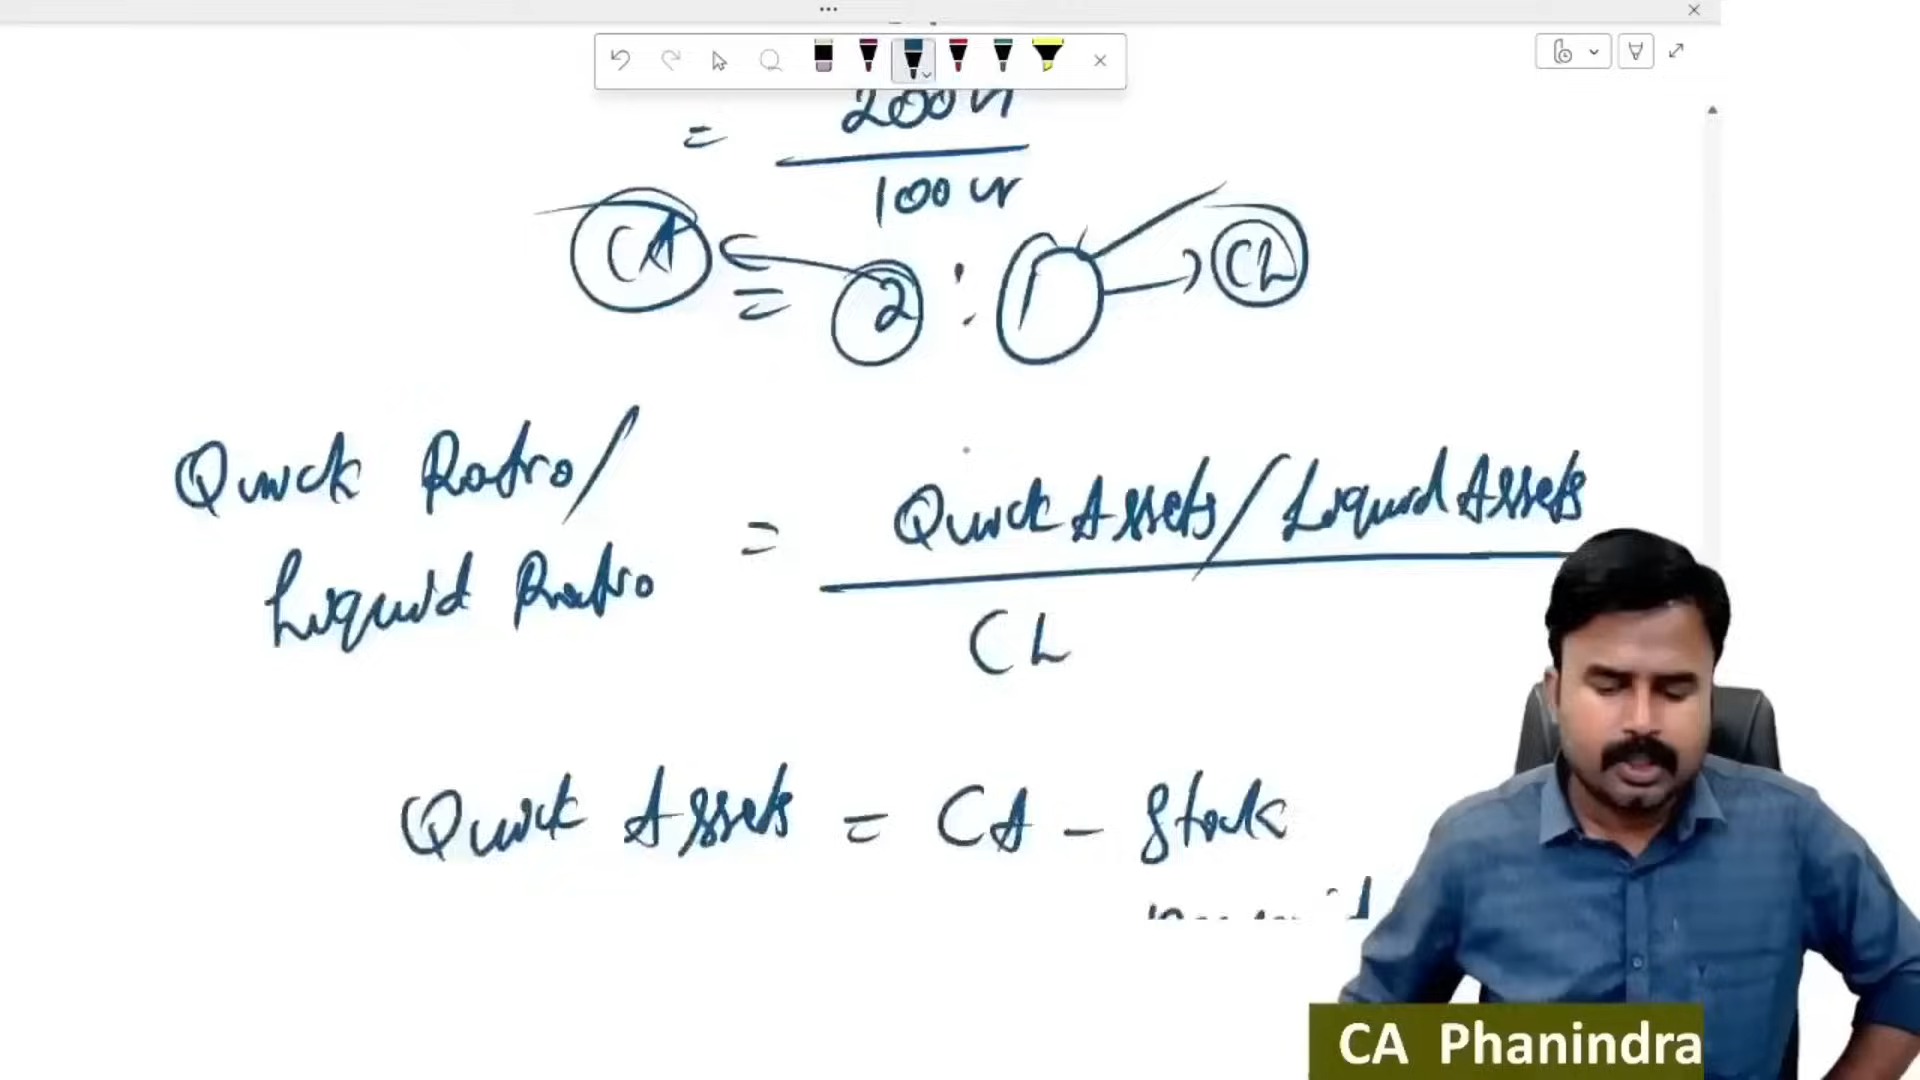 =
200 cr
100 cr
CA = 2 : 1 CL
Quick Ratio/
Liquid Ratio
=
Quick Assets/Liquid Assets
CL
Quick Assets = CA - Stock
CA Phanindra